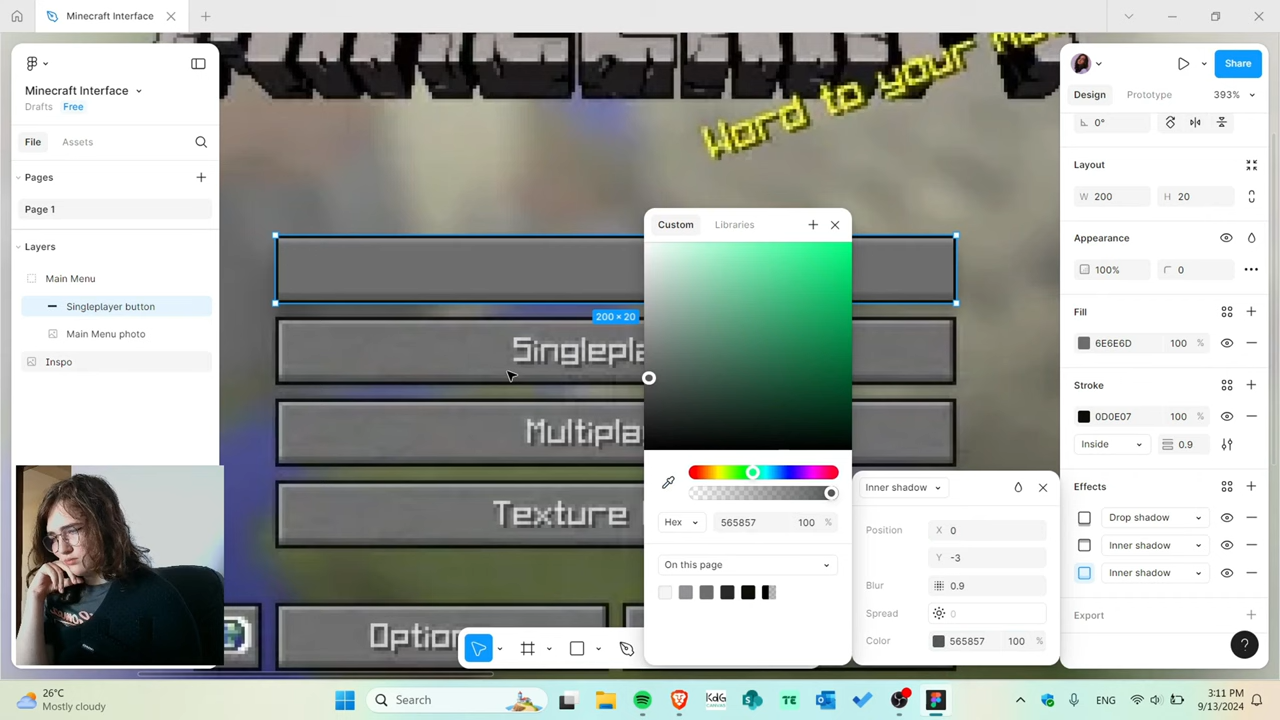 Minecraft Interface
Minecraft Interface
Drafts
Free
File
Assets
Pages
Page 1
Layers
Main Menu
Singleplayer button
Main Menu photo
Inspo
Word to your
200 × 20
Singlepla
Multipla
Texture
Option
Custom
Libraries
Hex
565857
100
%
On this page
Inner shadow
Position
X 0
Y -3
Blur
0.9
Spread
0
Color
565857
100
%
Share
Design
Prototype
393%
0°
Layout
W 200
H 20
Appearance
100%
0
Fill
6E6E6D
100
%
Stroke
0D0E07
100
%
Inside
0.9
Effects
Drop shadow
Inner shadow
Inner shadow
Export
?
26°C
Mostly cloudy
Search
KdG
TE
ENG
3:11 PM
9/13/2024